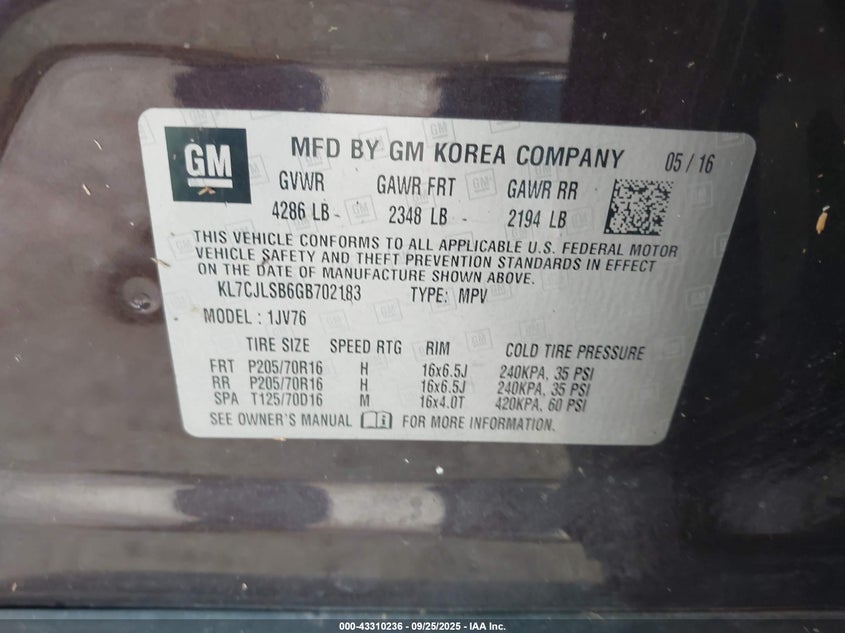 GM MFD BY GM KOREA COMPANY 05 / 16
GVWR GAWR FRT GAWR RR
4286 LB - 2348 LB - 2194 LB
THIS VEHICLE CONFORMS TO ALL APPLICABLE U.S. FEDERAL MOTOR
VEHICLE SAFETY AND THEFT PREVENTION STANDARDS IN EFFECT
ON THE DATE OF MANUFACTURE SHOWN ABOVE.
KL7CJLSB6GB702183 TYPE: MPV
MODEL : 1JV76
TIRE SIZE SPEED RTG RIM COLD TIRE PRESSURE
FRT P205/70R16 H 16x6.5J 240KPA, 35 PSI
RR P205/70R16 H 16x6.5J 240KPA, 35 PSI
SPA T125/70D16 M 16x4.0T 420KPA, 60 PSI
SEE OWNER'S MANUAL FOR MORE INFORMATION.
000-43310236 - 09/25/2025 - IAA Inc.